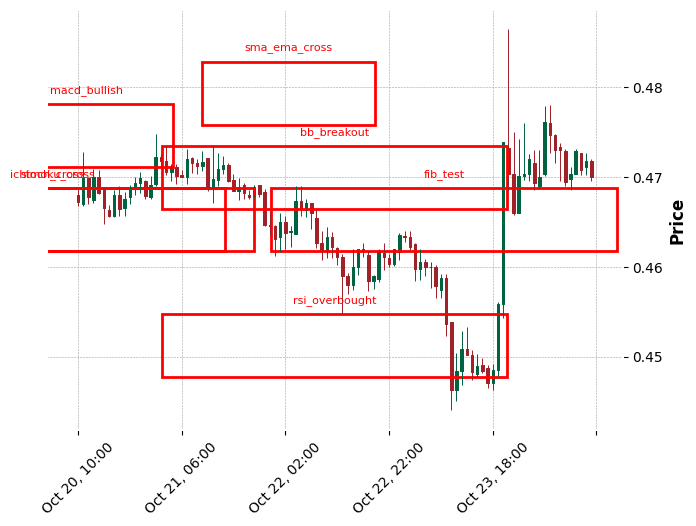 sma_ema_cross
macd_bullish
bb_breakout
fib_test
rsi_overbought
0.48
0.47
0.46
0.45
Price
Oct 20, 10:00
Oct 21, 06:00
Oct 22, 02:00
Oct 22, 22:00
Oct 23, 18:00